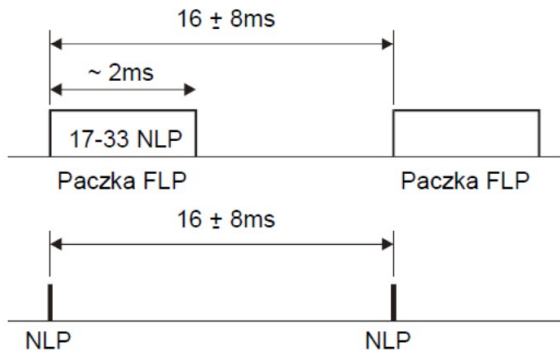 16 ± 8ms
~ 2ms
17-33 NLP
Paczka FLP Paczka FLP
16 ± 8ms
NLP NLP